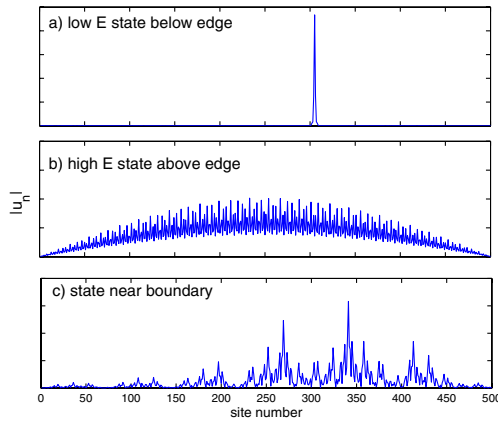 a) low E state below edge
b) high E state above edge
|u_n|
c) state near boundary
0 50 100 150 200 250 300 350 400 450 500
site number